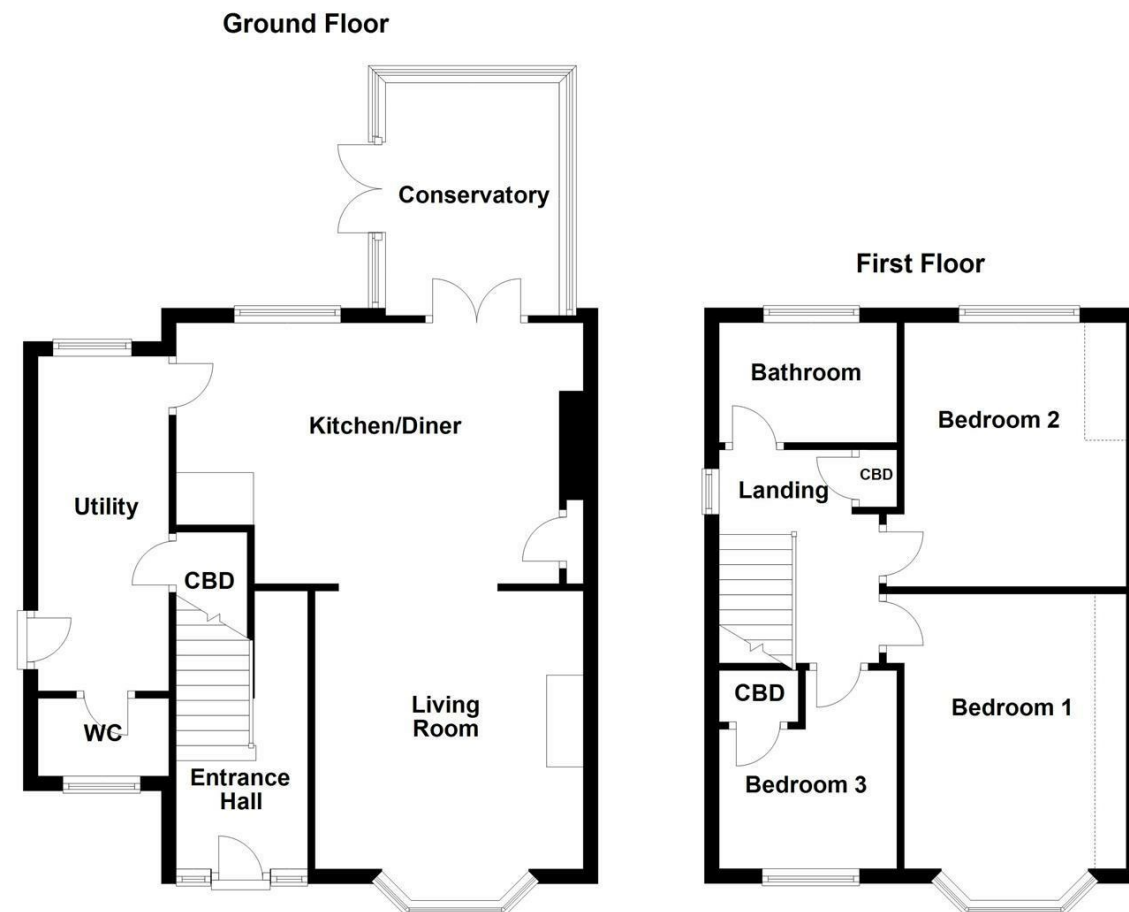 Ground Floor
Conservatory
Kitchen/Diner
Utility
CBD
WC
Entrance
Hall
Living
Room
First Floor
Bathroom
Bedroom 2
Landing
CBD
CBD
Bedroom 1
Bedroom 3